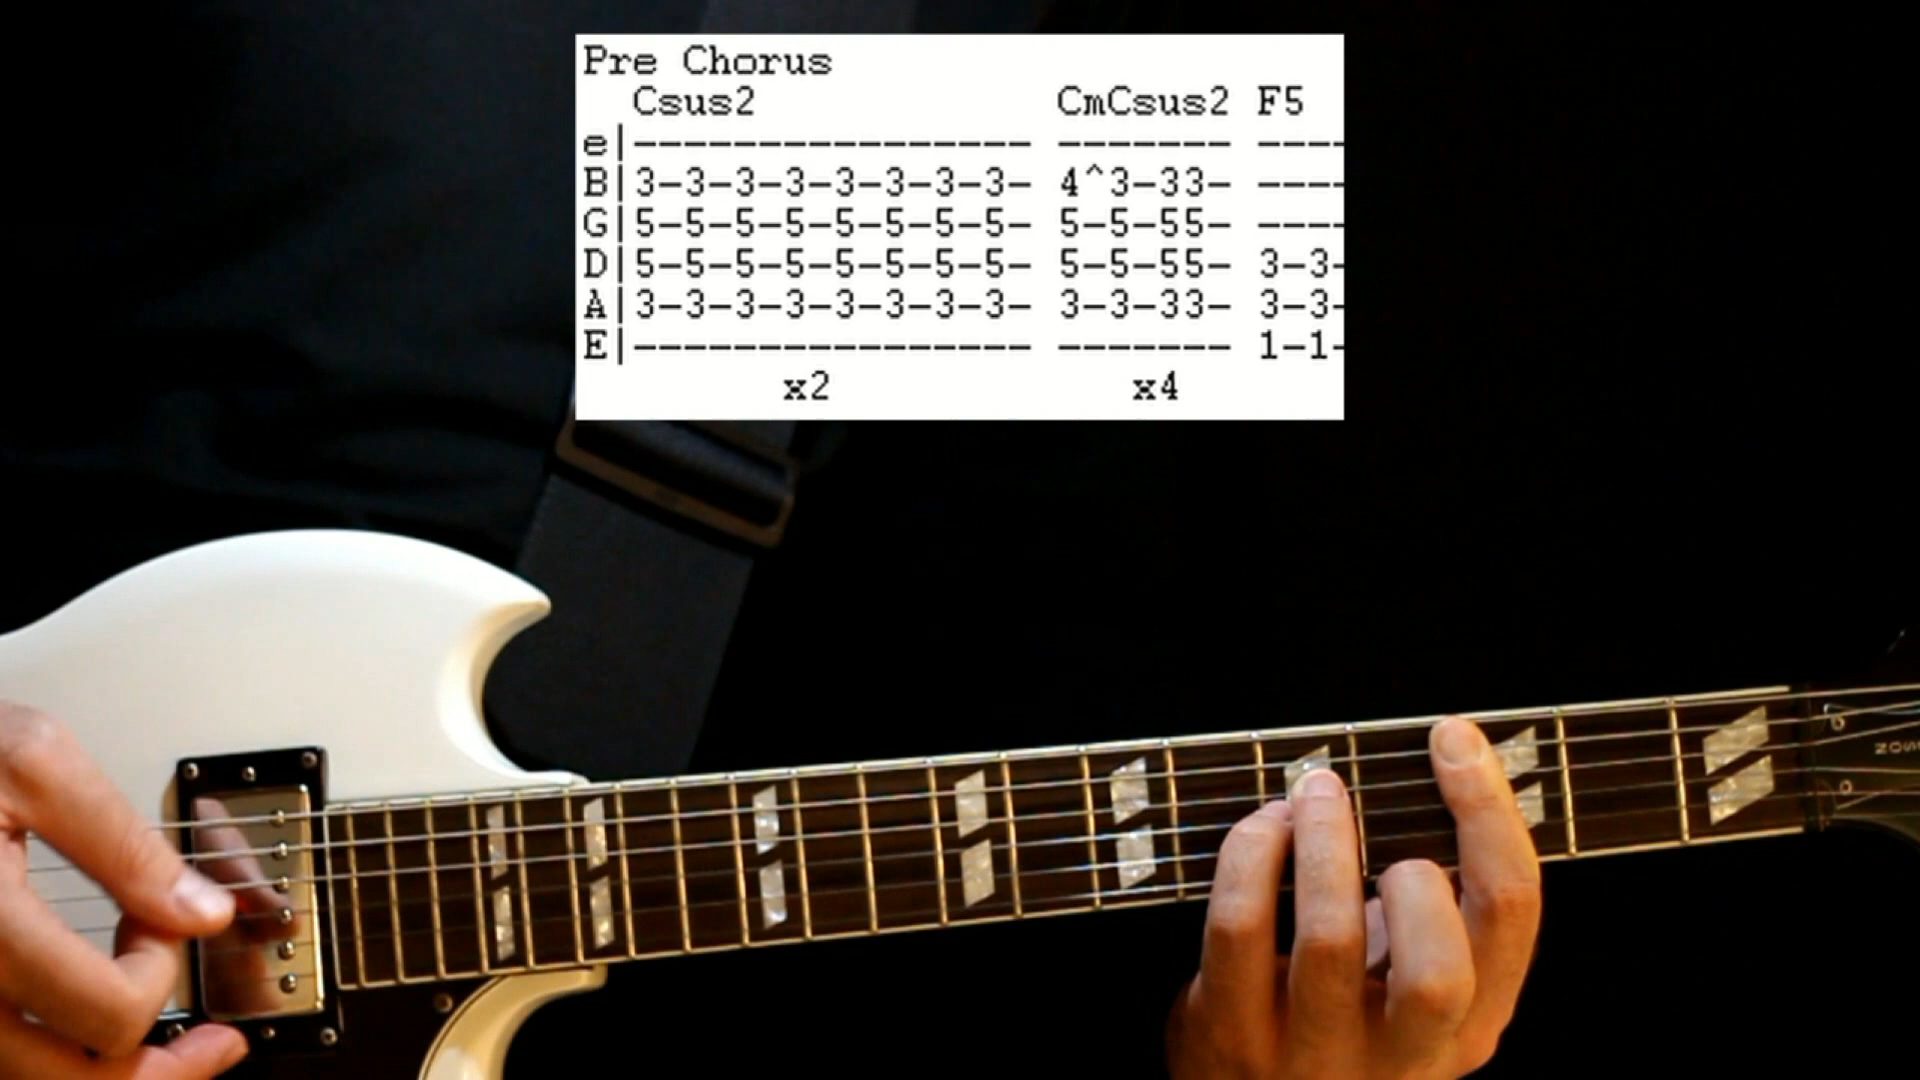 Pre Chorus
Csus2 CmCsus2 F5
e|---------------- ------- ----
B|3-3-3-3-3-3-3-3- 4^3-33- ----
G|5-5-5-5-5-5-5-5- 5-5-55- ----
D|5-5-5-5-5-5-5-5- 5-5-55- 3-3-
A|3-3-3-3-3-3-3-3- 3-3-33- 3-3-
E|---------------- ------- 1-1-
x2 x4